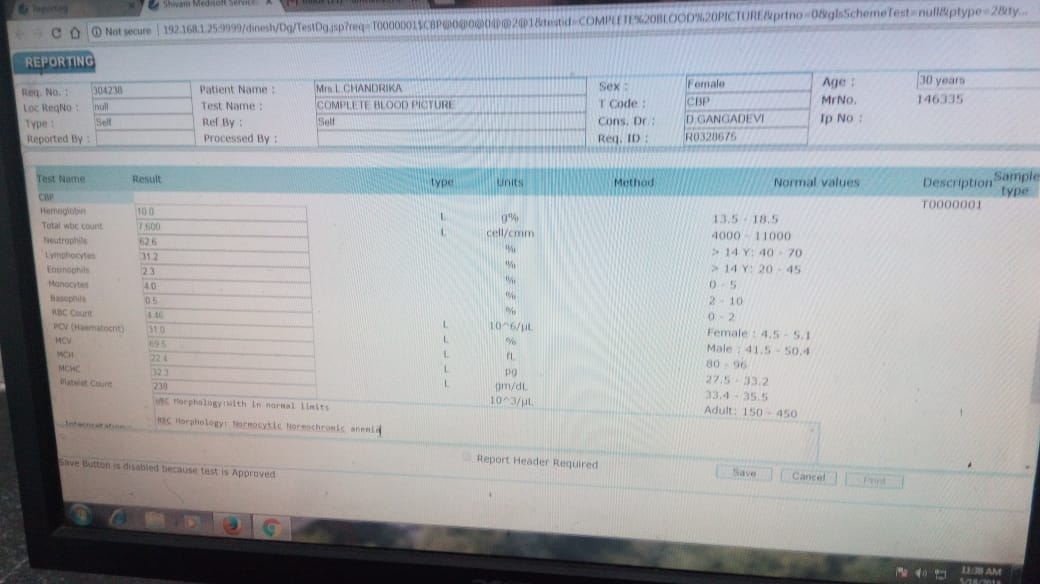 Reporting
Shivam Medisoft Service
Not secure | 192.168.1.25:9999/dinesh/Dg/TestDg.jsp?req=T0000001$CBP@0@0@0@@2@1&testid=COMPLETE%20BLOOD%20PICTURE&prtno=0&glsSchemeTest=null&ptype=2&ty...
REPORTING
Req. No. : 304238 Patient Name : Mrs L CHANDRIKA Sex : Female Age : 30 years
Loc ReqNo : null Test Name : COMPLETE BLOOD PICTURE T Code : CBP MrNo. 146335
Type : Self Ref.By : Self Cons. Dr : D.GANGADEVI Ip No :
Reported By : Processed By : Req. ID : R0328675
Test Name Result Type Units Method Normal values Description Sample type
CBP T0000001
Hemoglobin 10.0 L g% 13.5 - 18.5
Total wbc count 7,600 L cell/cmm 4000 - 11000
Neutrophils 62.6 % > 14 Y: 40 - 70
Lymphocytes 31.2 % > 14 Y: 20 - 45
Eosinophils 2.3 % 0 - 5
Monocytes 4.0 % 2 - 10
Basophils 0.5 % 0 - 2
RBC Count 4.46 L 10^6/µL Female : 4.5 - 5.1
PCV (Haematocrit) 31.0 L % Male : 41.5 - 50.4
MCV 69.5 L fL 80 - 96
MCH 22.4 L pg 27.5 - 33.2
MCHC 32.3 L gm/dL 33.4 - 35.5
Platelet Count 238 10^3/µL Adult: 150 - 450
WBC Morphology:with in normal limits
Interpretation
RBC Morphology: Normocytic Normochromic anemia
Save Button is disabled because test is Approved
Report Header Required Save Cancel Print
11:38 AM